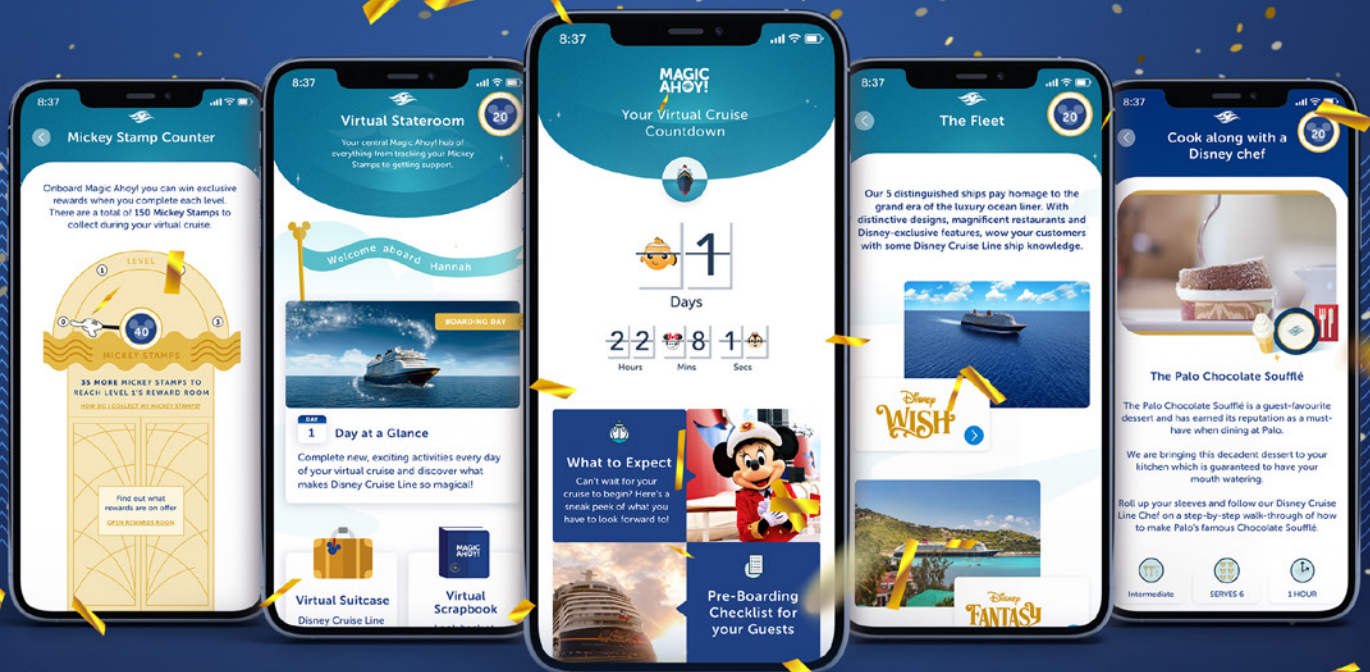 8:37
Mickey Stamp Counter
Onboard Magic Ahoy! you can win exclusive
rewards when you complete each level.
There are a total of 150 Mickey Stamps to
collect during your virtual cruise.
LEVEL
0
1
3
40
MICKEY STAMPS
35 MORE MICKEY STAMPS TO
REACH LEVEL 1'S REWARD ROOM
HOW DO I COLLECT MY MICKEY STAMPS?
Find out what
rewards are on offer
OPEN REWARDS ROOM
8:37
20
Virtual Stateroom
Your central Magic Ahoy! hub of
everything from tracking your Mickey
Stamps to getting support.
Welcome aboard Hannah
BOARDING DAY
DAY
1
Day at a Glance
Complete new, exciting activities every day
of your virtual cruise and discover what
makes Disney Cruise Line so magical!
Virtual Suitcase
Disney Cruise Line
MAGIC
AHOY!
Virtual
Scrapbook
8:37
MAGIC
AHOY!
Your Virtual Cruise
Countdown
1
Days
22 8 1
Hours Mins Secs
What to Expect
Can't wait for your
cruise to begin? Here's a
sneak peek of what you
have to look forward to!
Pre-Boarding
Checklist for
your Guests
8:37
20
The Fleet
Our 5 distinguished ships pay homage to the
grand era of the luxury ocean liner. With
distinctive designs, magnificent restaurants and
Disney-exclusive features, wow your customers
with some Disney Cruise Line ship knowledge.
Disney
WISH
Disney
FANTASY
8:37
20
Cook along with a
Disney chef
The Palo Chocolate Soufflé
The Palo Chocolate Soufflé is a guest-favourite
dessert and has earned its reputation as a must-
have when dining at Palo.
We are bringing this decadent dessert to your
kitchen which is guaranteed to have your
mouth watering.
Roll up your sleeves and follow our Disney Cruise
Line Chef on a step-by-step walk-through of how
to make Palo's famous Chocolate Soufflé.
Intermediate
SERVES 6
1 HOUR